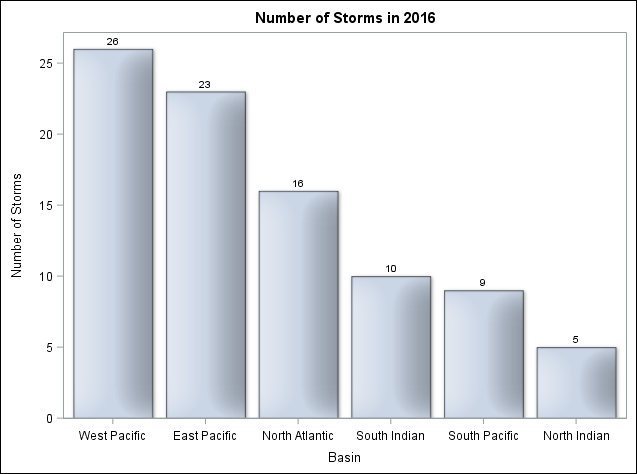 Number of Storms in 2016
Number of Storms
25
20
15
10
5
0
26
23
16
10
9
5
West Pacific
East Pacific
North Atlantic
South Indian
South Pacific
North Indian
Basin